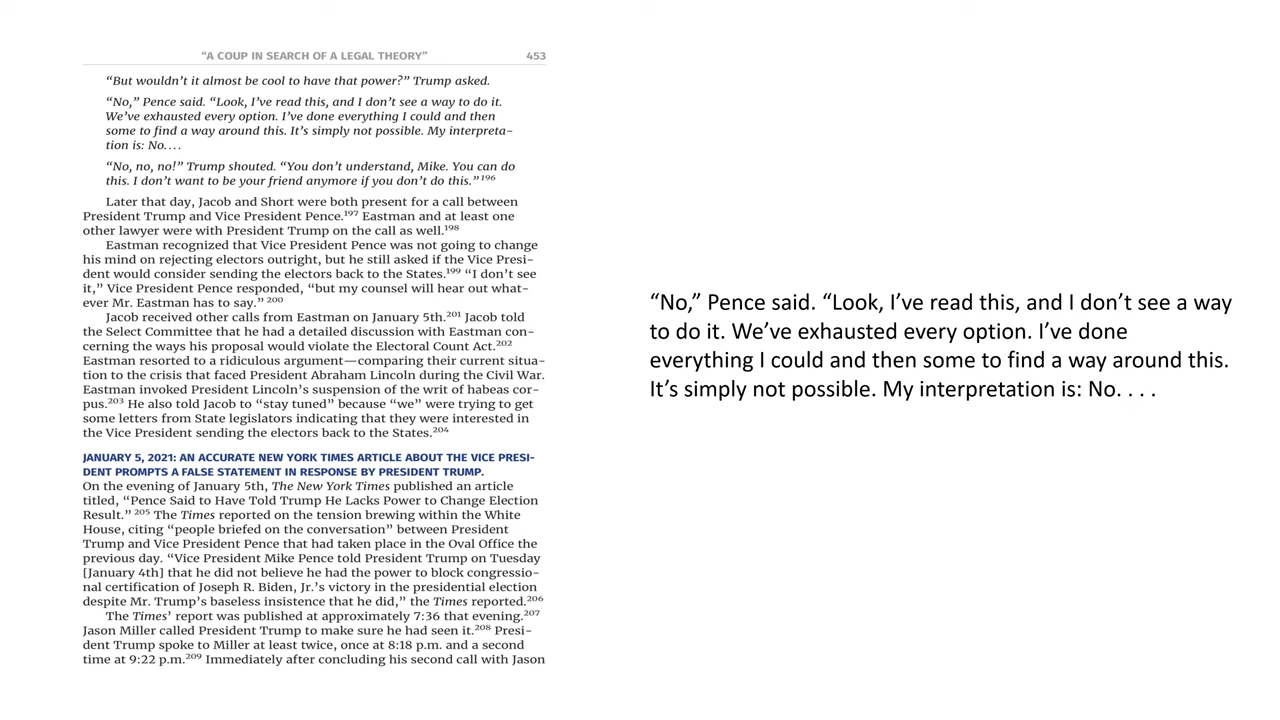 “A COUP IN SEARCH OF A LEGAL THEORY” 453
“But wouldn’t it almost be cool to have that power?” Trump asked.
“No,” Pence said. “Look, I’ve read this, and I don’t see a way to do it.
We’ve exhausted every option. I’ve done everything I could and then
some to find a way around this. It’s simply not possible. My interpreta-
tion is: No. . . .
“No, no, no!” Trump shouted. “You don’t understand, Mike. You can do
this. I don’t want to be your friend anymore if you don’t do this.”196
Later that day, Jacob and Short were both present for a call between
President Trump and Vice President Pence.197 Eastman and at least one
other lawyer were with President Trump on the call as well.198
Eastman recognized that Vice President Pence was not going to change
his mind on rejecting electors outright, but he still asked if the Vice Presi-
dent would consider sending the electors back to the States.199 “I don’t see
it,” Vice President Pence responded, “but my counsel will hear out what-
ever Mr. Eastman has to say.” 200
Jacob received other calls from Eastman on January 5th.201 Jacob told
the Select Committee that he had a detailed discussion with Eastman con-
cerning the ways his proposal would violate the Electoral Count Act.202
Eastman resorted to a ridiculous argument—comparing their current situa-
tion to the crisis that faced President Abraham Lincoln during the Civil War.
Eastman invoked President Lincoln’s suspension of the writ of habeas cor-
pus.203 He also told Jacob to “stay tuned” because “we” were trying to get
some letters from State legislators indicating that they were interested in
the Vice President sending the electors back to the States.204
JANUARY 5, 2021: AN ACCURATE NEW YORK TIMES ARTICLE ABOUT THE VICE PRESI-
DENT PROMPTS A FALSE STATEMENT IN RESPONSE BY PRESIDENT TRUMP.
On the evening of January 5th, The New York Times published an article
titled, “Pence Said to Have Told Trump He Lacks Power to Change Election
Result.” 205 The Times reported on the tension brewing within the White
House, citing “people briefed on the conversation” between President
Trump and Vice President Pence that had taken place in the Oval Office the
previous day. “Vice President Mike Pence told President Trump on Tuesday
[January 4th] that he did not believe he had the power to block congressio-
nal certification of Joseph R. Biden, Jr.’s victory in the presidential election
despite Mr. Trump’s baseless insistence that he did,” the Times reported.206
The Times’ report was published at approximately 7:36 that evening.207
Jason Miller called President Trump to make sure he had seen it.208 Presi-
dent Trump spoke to Miller at least twice, once at 8:18 p.m. and a second
time at 9:22 p.m.209 Immediately after concluding his second call with Jason
“No,” Pence said. “Look, I’ve read this, and I don’t see a way
to do it. We’ve exhausted every option. I’ve done
everything I could and then some to find a way around this.
It’s simply not possible. My interpretation is: No. . . .